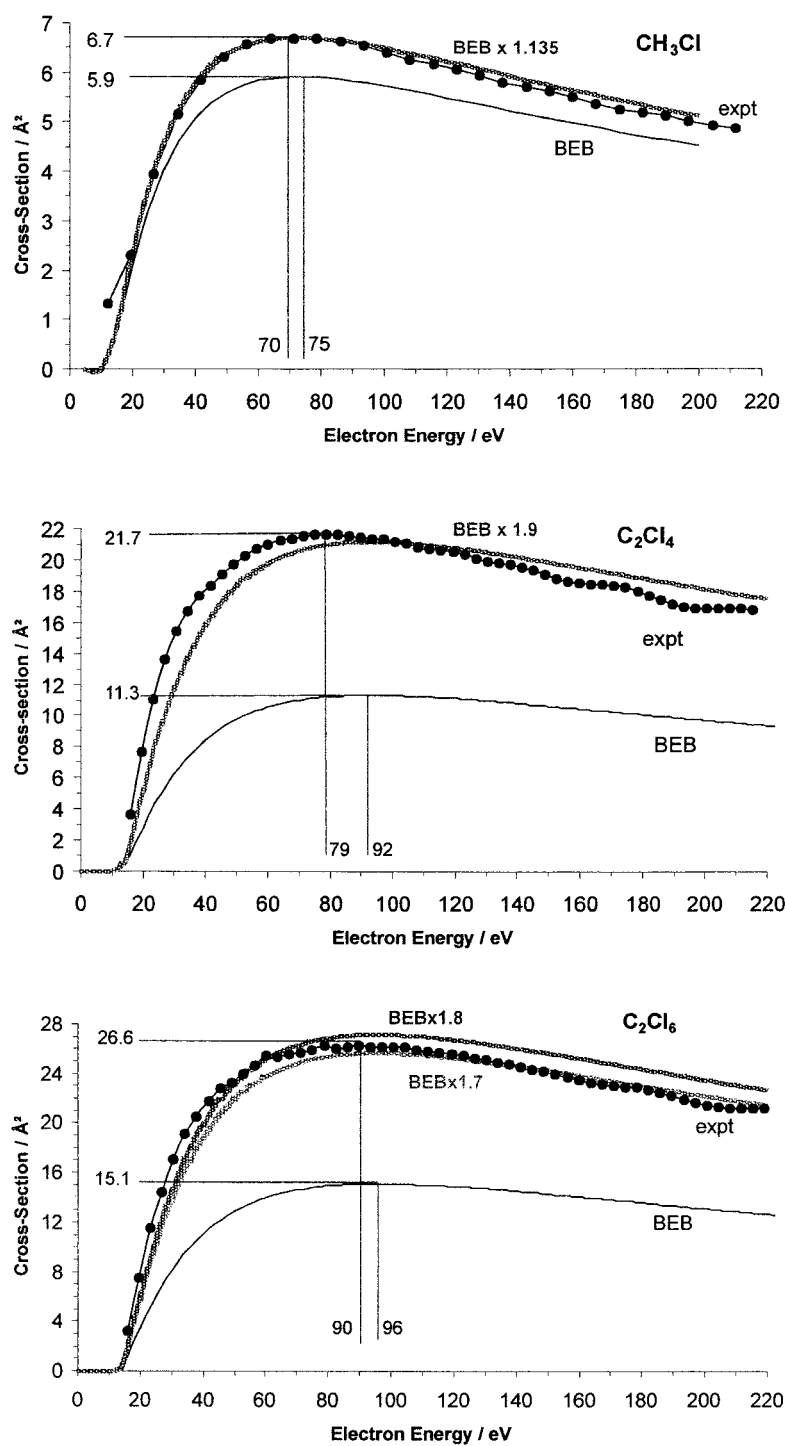 7
6.7
BEB x 1.135
CH₃Cl
6
5.9
5
expt
BEB
4
3
2
1
70
75
0
0 20 40 60 80 100 120 140 160 180 200 220
Cross-Section / Å²
Electron Energy / eV
22
21.7
BEB x 1.9
C₂Cl₄
20
18
16
expt
14
12
11.3
10
BEB
8
6
4
2
79
92
0
0 20 40 60 80 100 120 140 160 180 200 220
Cross-section / Å²
Electron Energy / eV
28
26.6
BEBx1.8
C₂Cl₆
24
BEBx1.7
20
expt
16
15.1
BEB
12
8
4
90
96
0
0 20 40 60 80 100 120 140 160 180 200 220
Cross-Section / Å²
Electron Energy / eV